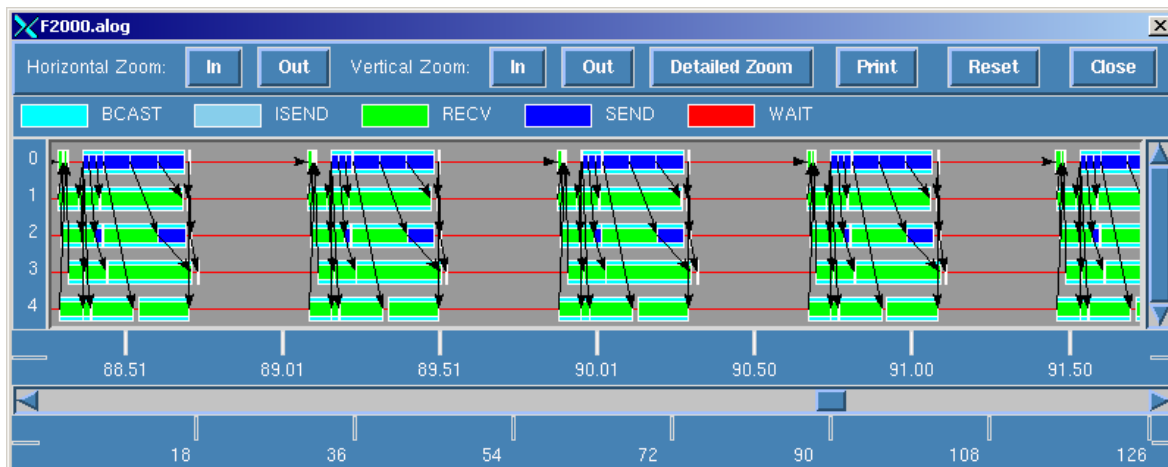 F2000.alog
Horizontal Zoom: In Out Vertical Zoom: In Out Detailed Zoom Print Reset Close
BCAST ISEND RECV SEND WAIT
0
1
2
3
4
88.51 89.01 89.51 90.01 90.50 91.00 91.50
18 36 54 72 90 108 126